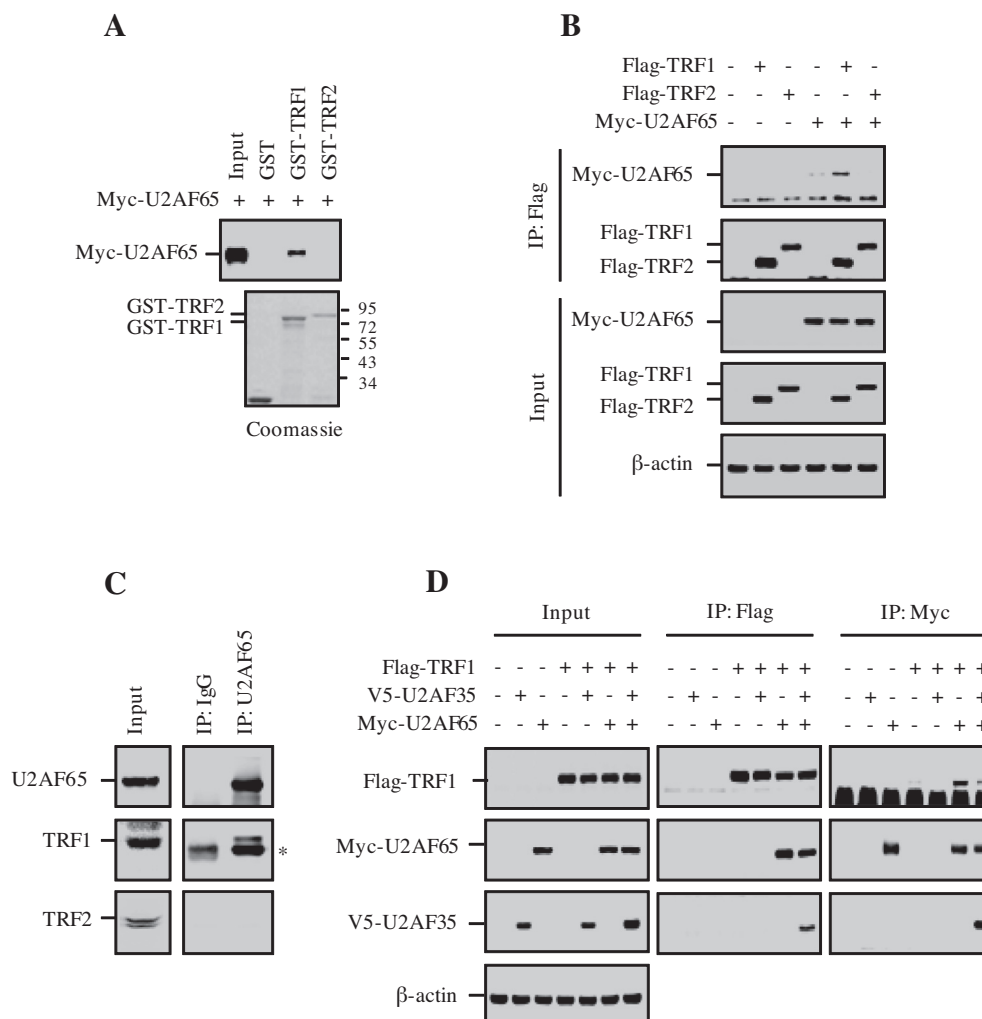 A
Input
GST
GST-TRF1
GST-TRF2
Myc-U2AF65 + + + +
Myc-U2AF65
GST-TRF2
GST-TRF1
95
72
55
43
34
Coomassie
B
Flag-TRF1 - + - - + -
Flag-TRF2 - - + - - +
Myc-U2AF65 - - - + + +
IP: Flag
Myc-U2AF65
Flag-TRF1
Flag-TRF2
Input
Myc-U2AF65
Flag-TRF1
Flag-TRF2
β-actin
C
Input
IP: IgG
IP: U2AF65
U2AF65
TRF1
*
TRF2
D
Input IP: Flag IP: Myc
Flag-TRF1 - - - + + + + - - - + + + + - - - + + + +
V5-U2AF35 - + - - + - + - + - - + - + - + - - + - +
Myc-U2AF65 - - + - - + + - - + - - + + - - + - - + +
Flag-TRF1
Myc-U2AF65
V5-U2AF35
β-actin